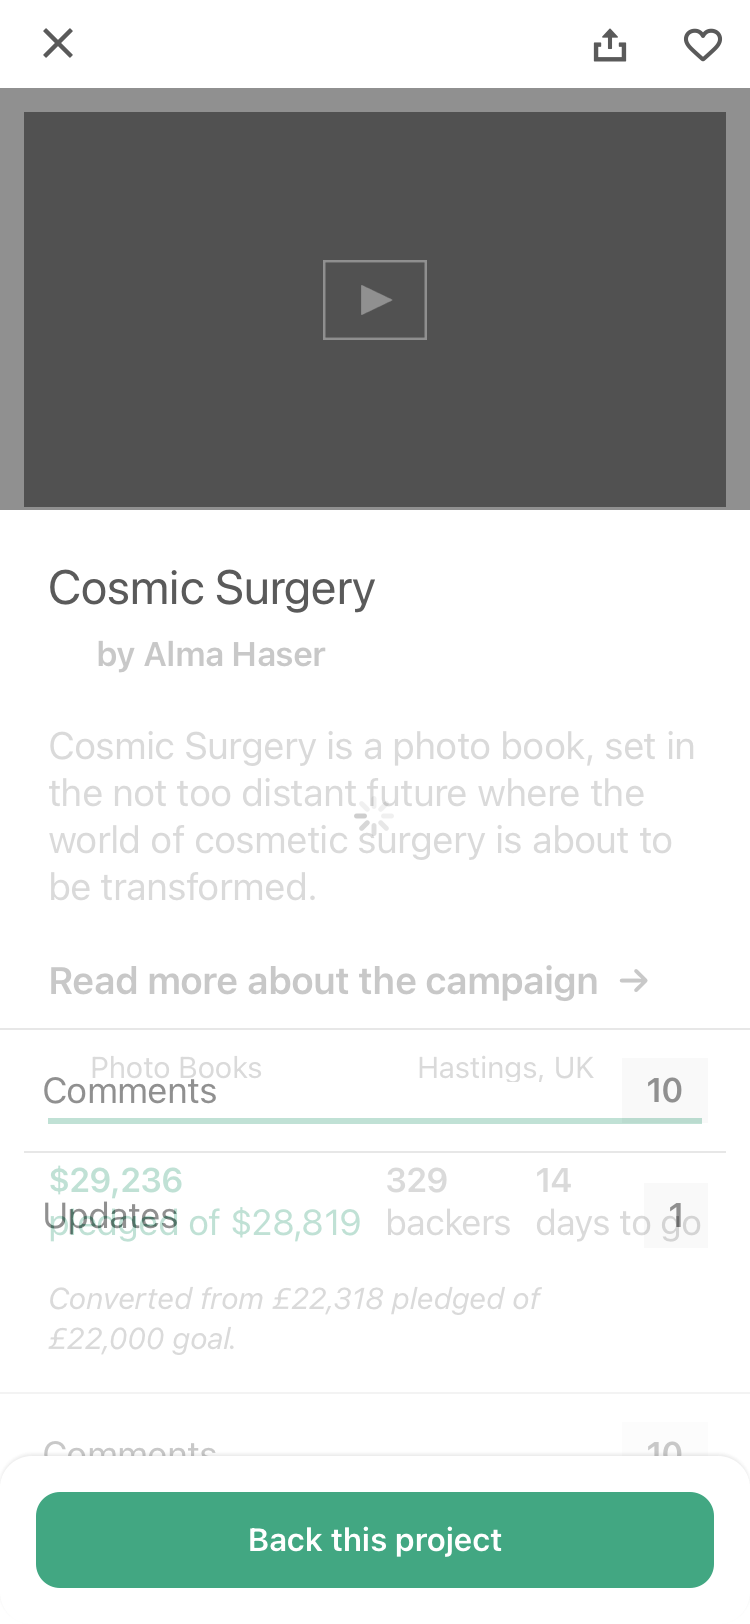 Cosmic Surgery
by Alma Haser
Cosmic Surgery is a photo book, set in
the not too distant future where the
world of cosmetic surgery is about to
be transformed.
Read more about the campaign →
Photo Books Hastings, UK
Comments 10
$29,236 329 14
pledged of $28,819 backers days to go
Updates 1
Converted from £22,318 pledged of
£22,000 goal.
Comments 10
Back this project